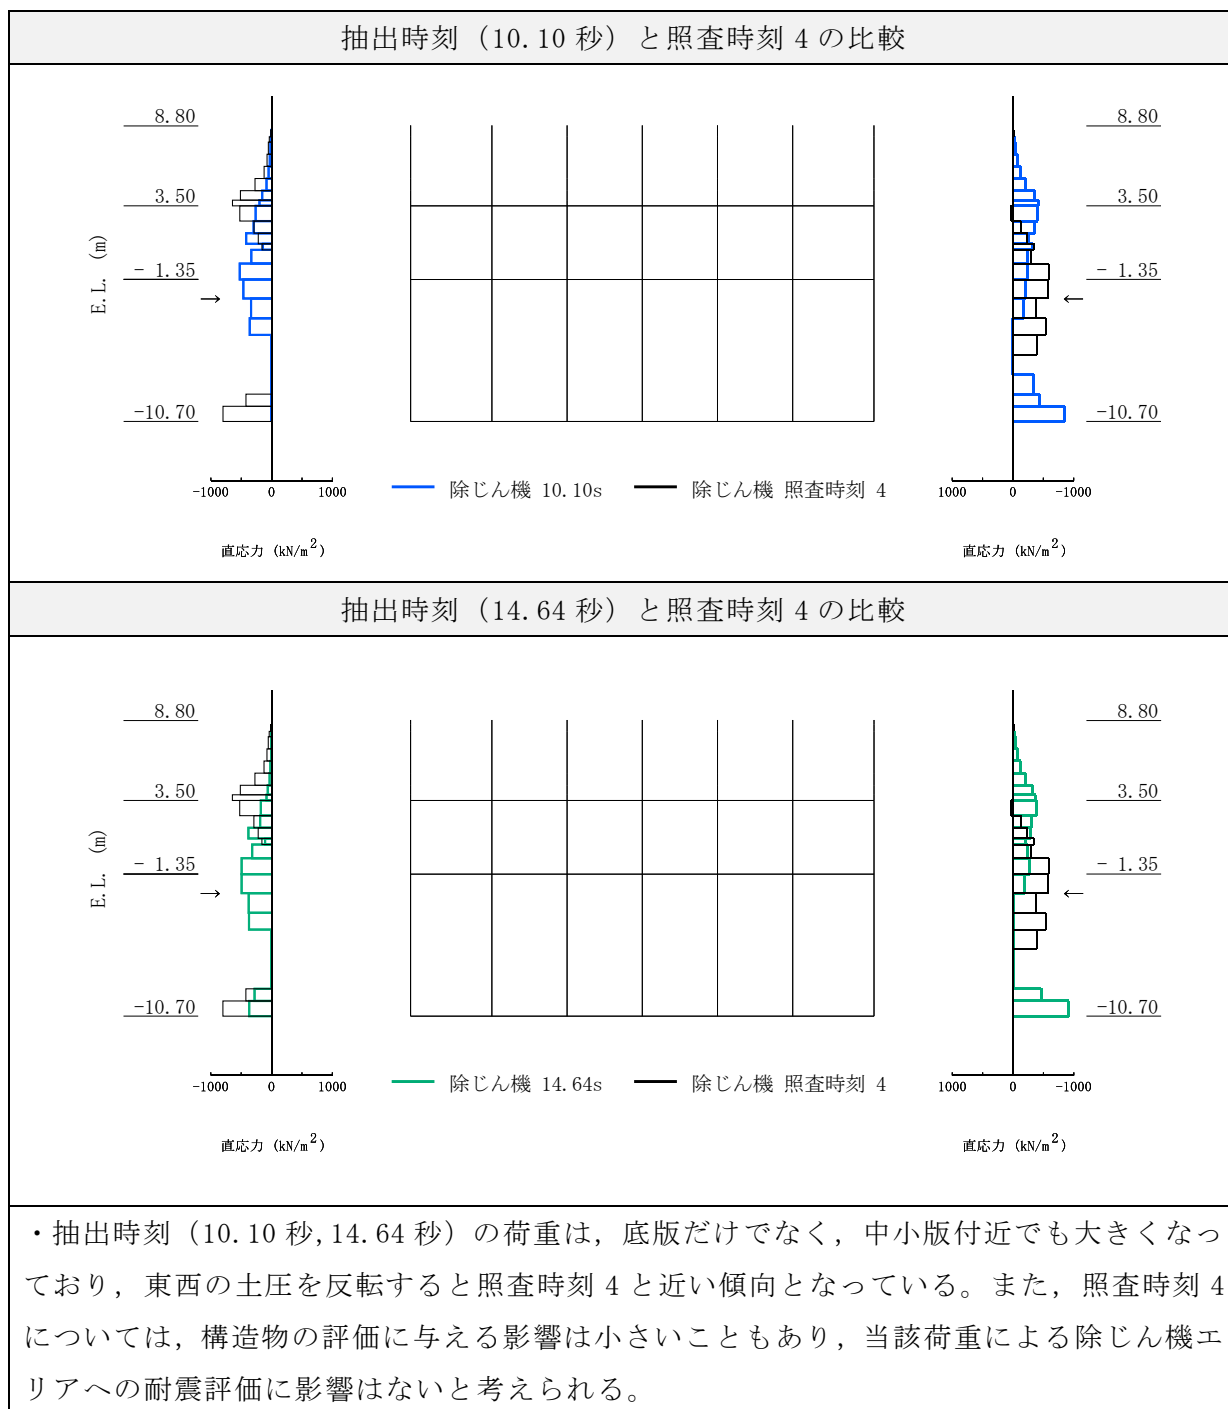 抽出時刻（10.10 秒）と照査時刻 4 の比較
8.80
3.50
- 1.35
-10.70
E.L. (m)
8.80
3.50
- 1.35
-10.70
-1000 0 1000
直応力 (kN/m²)
除じん機 10.10s
除じん機 照査時刻 4
1000 0 -1000
直応力 (kN/m²)
抽出時刻（14.64 秒）と照査時刻 4 の比較
8.80
3.50
- 1.35
-10.70
E.L. (m)
8.80
3.50
- 1.35
-10.70
-1000 0 1000
直応力 (kN/m²)
除じん機 14.64s
除じん機 照査時刻 4
1000 0 -1000
直応力 (kN/m²)
・抽出時刻（10.10 秒,14.64 秒）の荷重は，底版だけでなく，中小版付近でも大きくなっ
ており，東西の土圧を反転すると照査時刻 4 と近い傾向となっている。また，照査時刻 4
については，構造物の評価に与える影響は小さいこともあり，当該荷重による除じん機エ
リアへの耐震評価に影響はないと考えられる。